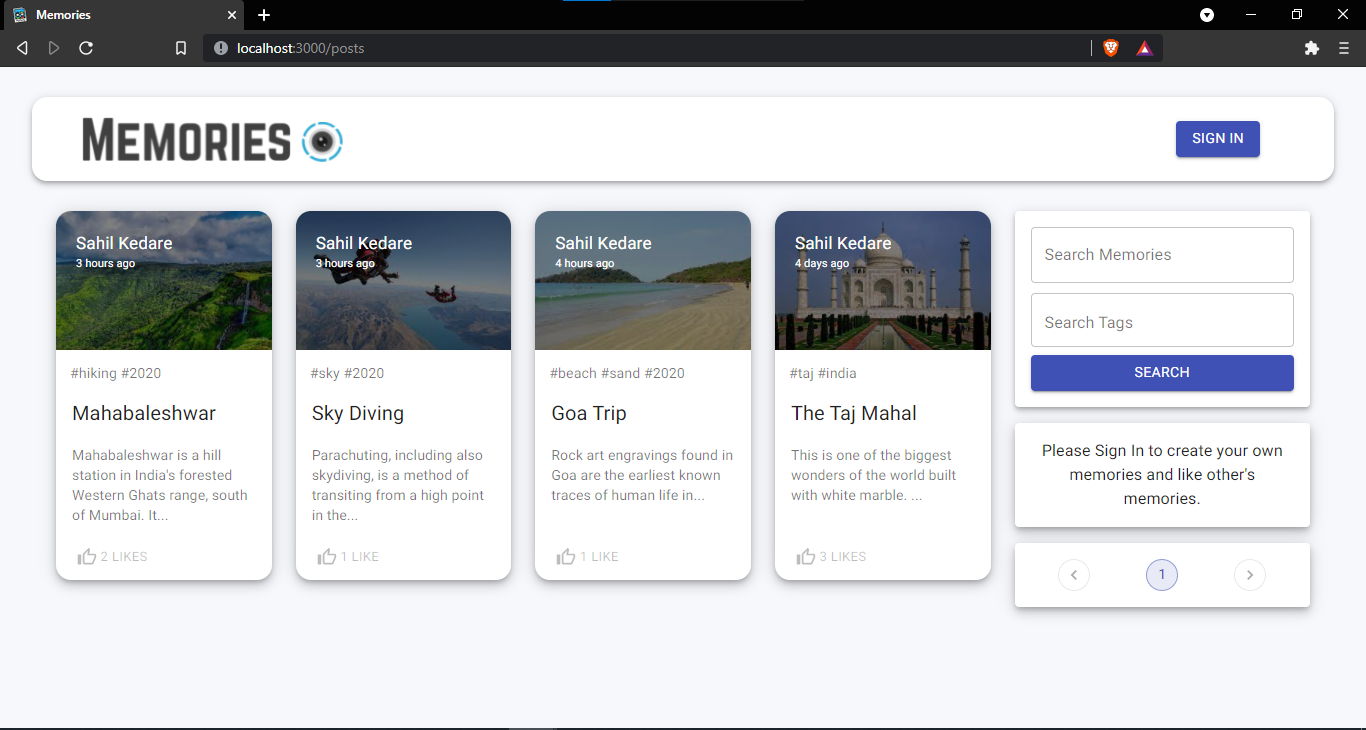 Memories
localhost:3000/posts
MEMORIES
SIGN IN
Sahil Kedare
3 hours ago
#hiking #2020
Mahabaleshwar
Mahabaleshwar is a hill
station in India's forested
Western Ghats range, south
of Mumbai. It...
2 LIKES
Sahil Kedare
3 hours ago
#sky #2020
Sky Diving
Parachuting, including also
skydiving, is a method of
transiting from a high point
in the...
1 LIKE
Sahil Kedare
4 hours ago
#beach #sand #2020
Goa Trip
Rock art engravings found in
Goa are the earliest known
traces of human life in...
1 LIKE
Sahil Kedare
4 days ago
#taj #india
The Taj Mahal
This is one of the biggest
wonders of the world built
with white marble. ...
3 LIKES
Search Memories
Search Tags
SEARCH
Please Sign In to create your own
memories and like other's
memories.
1